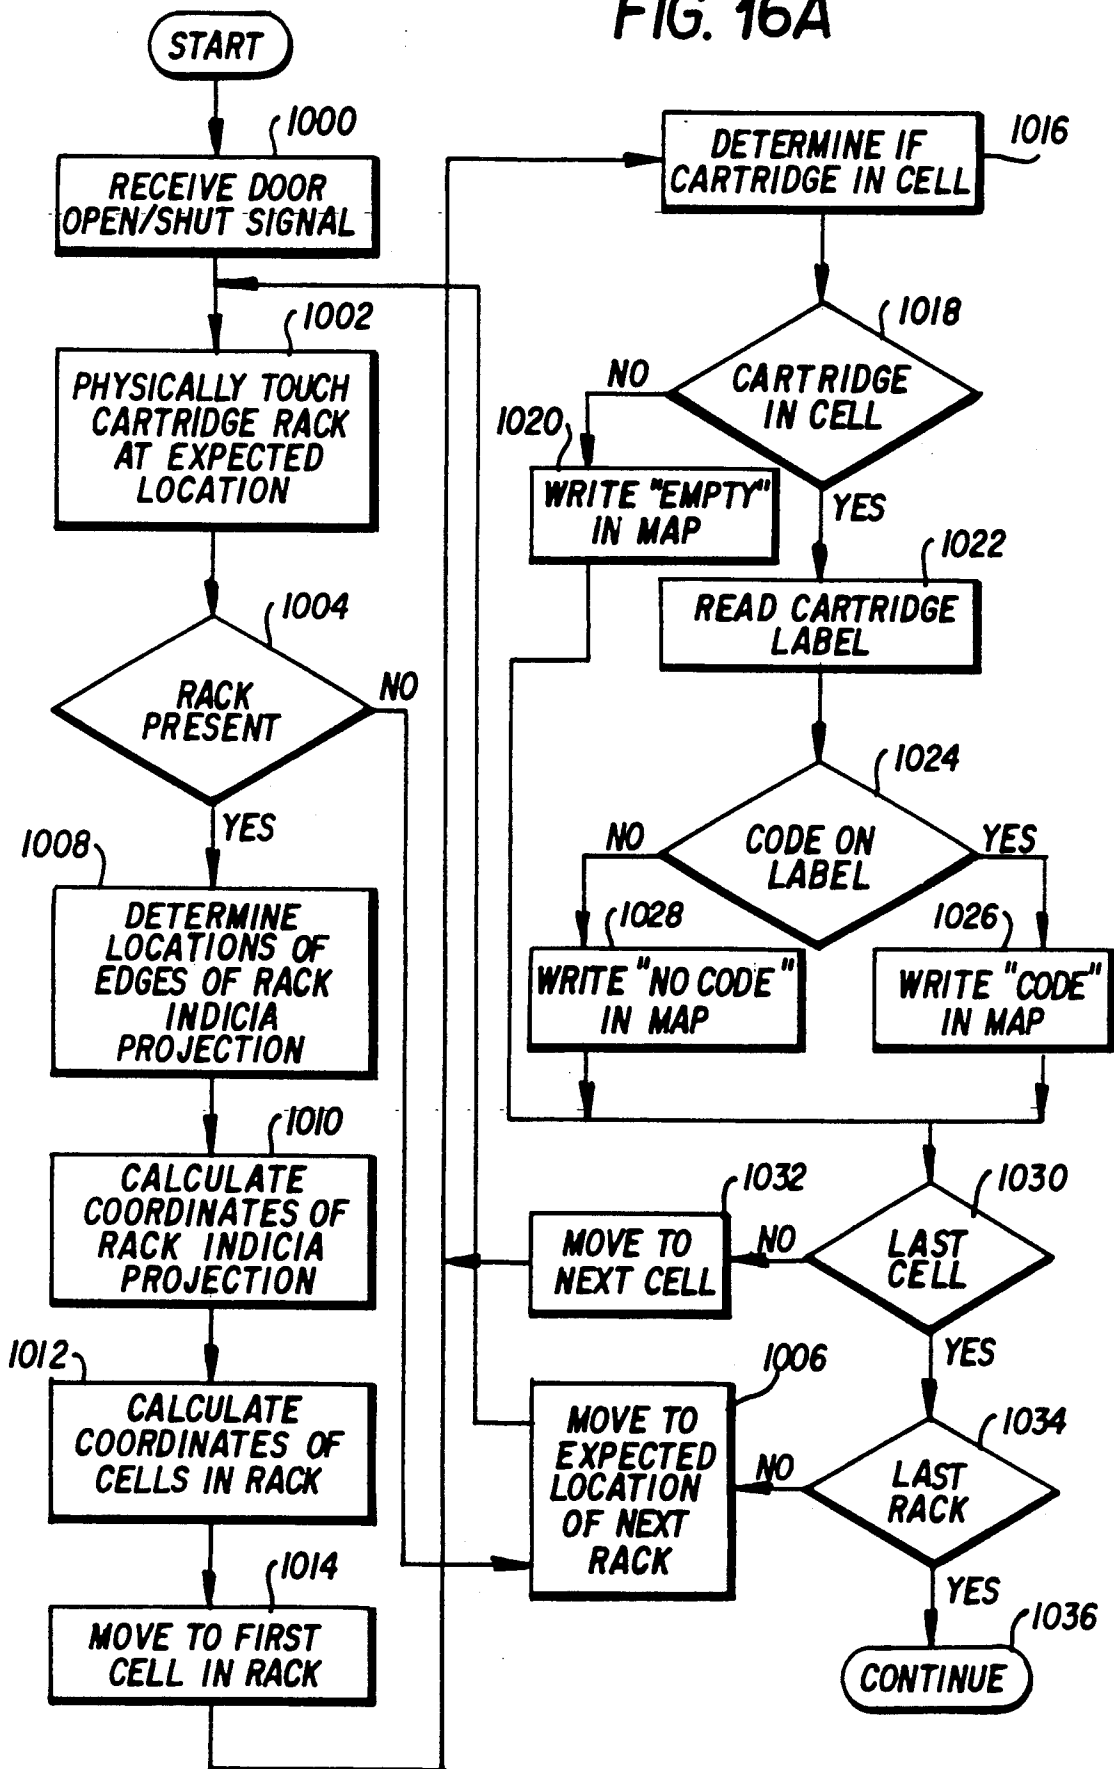 FIG. 16A
START
1000
RECEIVE DOOR
OPEN/SHUT SIGNAL
1002
PHYSICALLY TOUCH
CARTRIDGE RACK
AT EXPECTED
LOCATION
1004
RACK
PRESENT
NO
YES
1008
DETERMINE
LOCATIONS OF
EDGES OF RACK
INDICIA
PROJECTION
1010
CALCULATE
COORDINATES OF
RACK INDICIA
PROJECTION
1012
CALCULATE
COORDINATES OF
CELLS IN RACK
1014
MOVE TO FIRST
CELL IN RACK
1016
DETERMINE IF
CARTRIDGE IN CELL
1018
CARTRIDGE
IN CELL
NO
YES
1020
WRITE "EMPTY"
IN MAP
1022
READ CARTRIDGE
LABEL
1024
CODE ON
LABEL
NO
YES
1028
WRITE "NO CODE"
IN MAP
1026
WRITE "CODE"
IN MAP
1030
LAST
CELL
NO
YES
1032
MOVE TO
NEXT CELL
1006
MOVE TO
EXPECTED
LOCATION
OF NEXT
RACK
1034
LAST
RACK
NO
YES
1036
CONTINUE